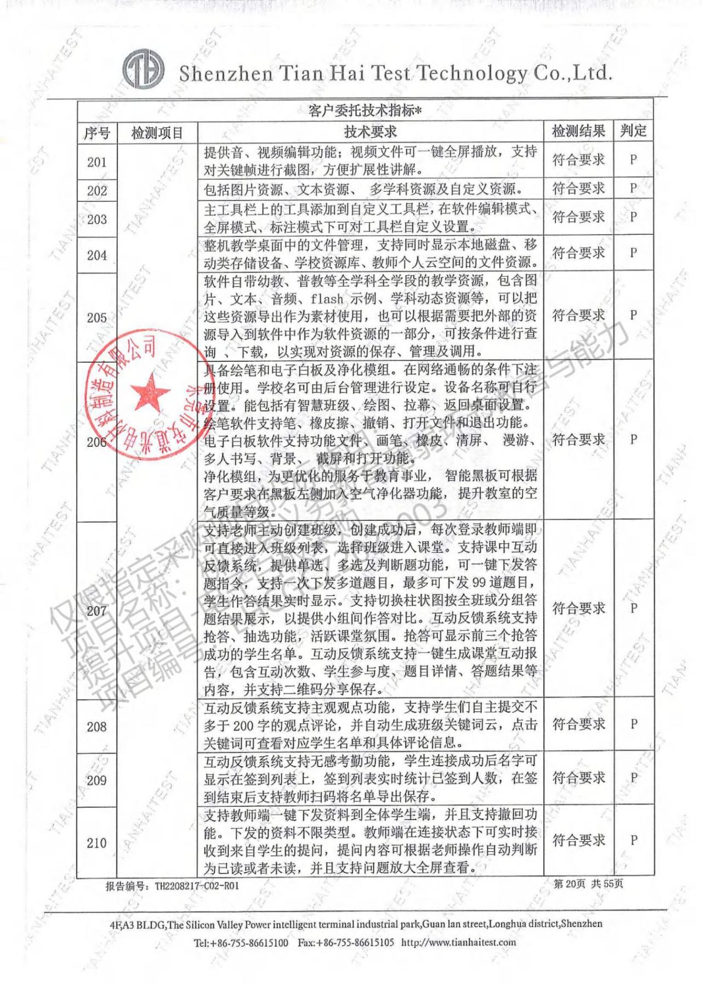 Shenzhen Tian Hai Test Technology Co.,Ltd.
客户委托技术指标*
序号 检测项目 技术要求 检测结果 判定
201 提供音、视频编辑功能；视频文件可一键全屏播放，支持
对关键帧进行截图，方便扩展性讲解。 符合要求 P
202 包括图片资源、文本资源、 多学科资源及自定义资源。 符合要求 P
203 主工具栏上的工具添加到自定义工具栏，在软件编辑模式、
全屏模式、标注模式下可对工具栏自定义设置。 符合要求 P
204 整机教学桌面中的文件管理，支持同时显示本地磁盘、移
动类存储设备、学校资源库、教师个人云空间的文件资源。 符合要求 P
205 软件自带幼教、普教等全学科全学段的教学资源，包含图
片、文本、音频、flash 示例、学科动态资源等，可以把
这些资源导出作为素材使用，也可以根据需要把外部的资
源导入到软件中作为软件资源的一部分，可按条件进行查
询 、下载，以实现对资源的保存、管理及调用。 符合要求 P
206 具备绘笔和电子白板及净化模组。在网络通畅的条件下注
册使用。学校名可由后台管理进行设定。设备名称可自行
设置。能包括有智慧班级、绘图、拉幕、返回桌面设置。
绘笔软件支持笔、橡皮擦、撤销、打开文件和退出功能。
电子白板软件支持功能文件、画笔、橡皮、清屏、 漫游、
多人书写、背景、 截屏和打开功能。
净化模组，为更优化的服务于教育事业， 智能黑板可根据
客户要求在黑板左侧加入空气净化器功能， 提升教室的空
气质量等级。 符合要求 P
207 支持老师主动创建班级，创建成功后，每次登录教师端即
可直接进入班级列表，选择班级进入课堂。支持课中互动
反馈系统，提供单选、多选及判断题功能，可一键下发答
题指令，支持一次下发多道题目，最多可下发 99 道题目，
学生作答结果实时显示。支持切换柱状图按全班或分组答
题结果展示，以提供小组间作答对比。互动反馈系统支持
抢答、抽选功能，活跃课堂氛围。抢答可显示前三个抢答
成功的学生名单。互动反馈系统支持一键生成课堂互动报
告，包含互动次数、学生参与度、题目详情、答题结果等
内容，并支持二维码分享保存。 符合要求 P
208 互动反馈系统支持主观观点功能，支持学生们自主提交不
多于 200 字的观点评论，并自动生成班级关键词云，点击
关键词可查看对应学生名单和具体评论信息。 符合要求 P
209 互动反馈系统支持无感考勤功能，学生连接成功后名字可
显示在签到列表上，签到列表实时统计已签到人数，在签
到结束后支持教师扫码将名单导出保存。 符合要求 P
210 支持教师端一键下发资料到全体学生端，并且支持撤回功
能。下发的资料不限类型。教师端在连接状态下可实时接
收到来自学生的提问，提问内容可根据老师操作自动判断
为已读或者未读，并且支持问题放大全屏查看。 符合要求 P
报告编号：TH2208217-C02-R01 第 20页 共 55页
4F,A3 BLDG,The Silicon Valley Power intelligent terminal industrial park,Guan lan street,Longhua district,Shenzhen
Tel:+86-755-86615100 Fax:+86-755-86615105 http://www.tianhaitest.com
TIANHAITEST